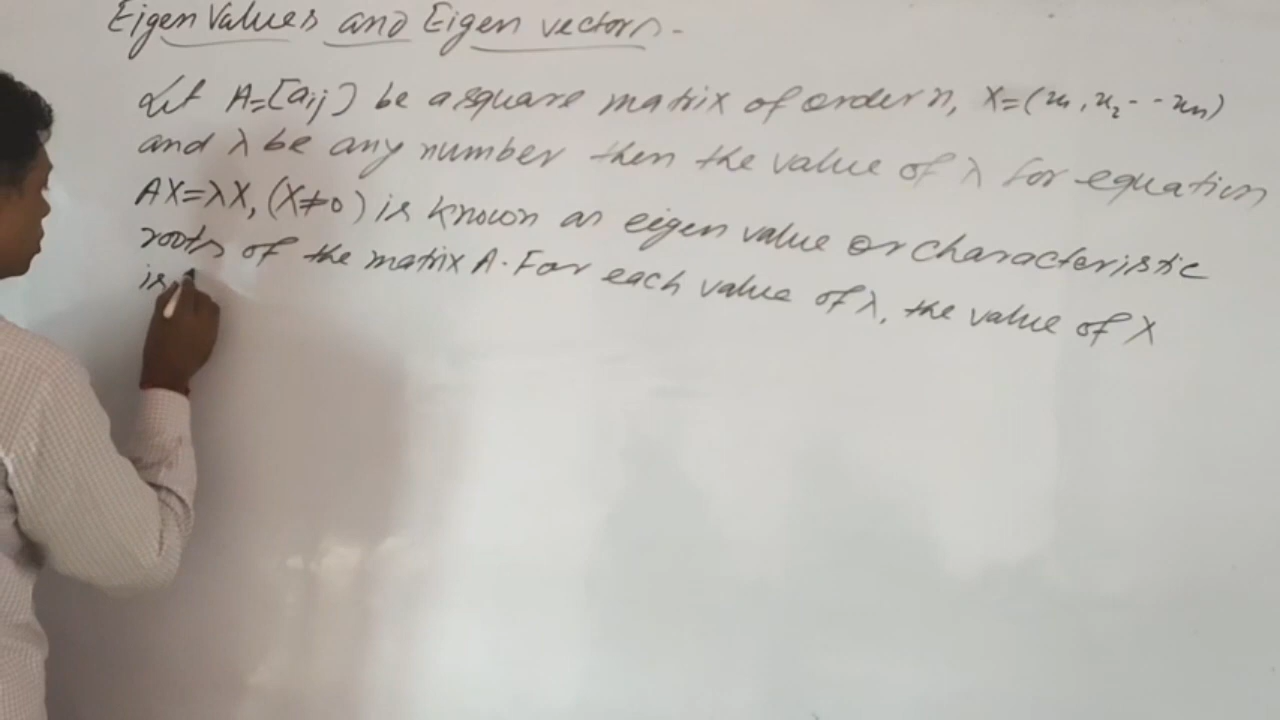 Eigen Values and Eigen vectors.
Let A=[aij] be a square matrix of order n, X=(x1, x2 -- xn)
and λ be any number then the value of λ for equation
AX=λX, (X≠0) is known as eigen value or characteristic
roots of the matrix A. For each value of λ, the value of X
is